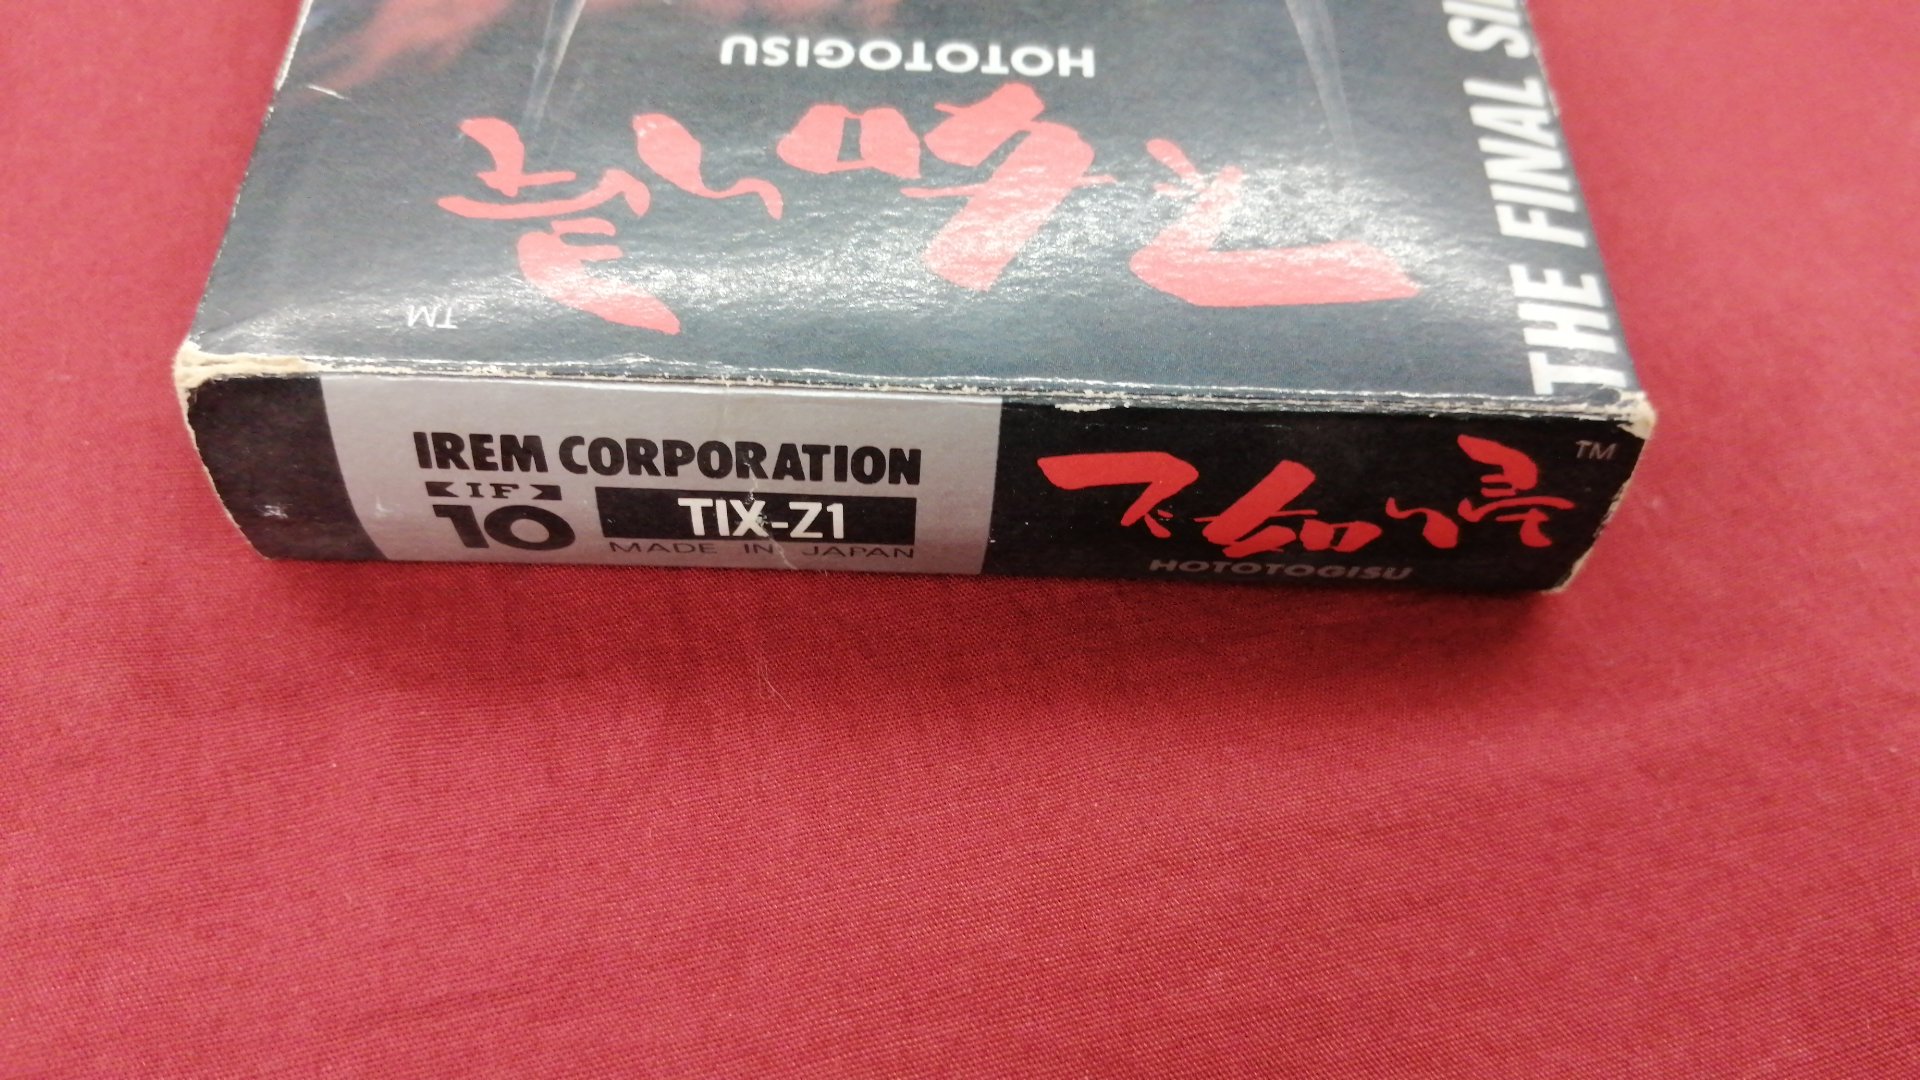 HOTOTOGISU
不如帰
TM
THE FINAL
IREM CORPORATION
IF
10
TIX-Z1
MADE IN JAPAN
不如帰
TM
HOTOTOGISU